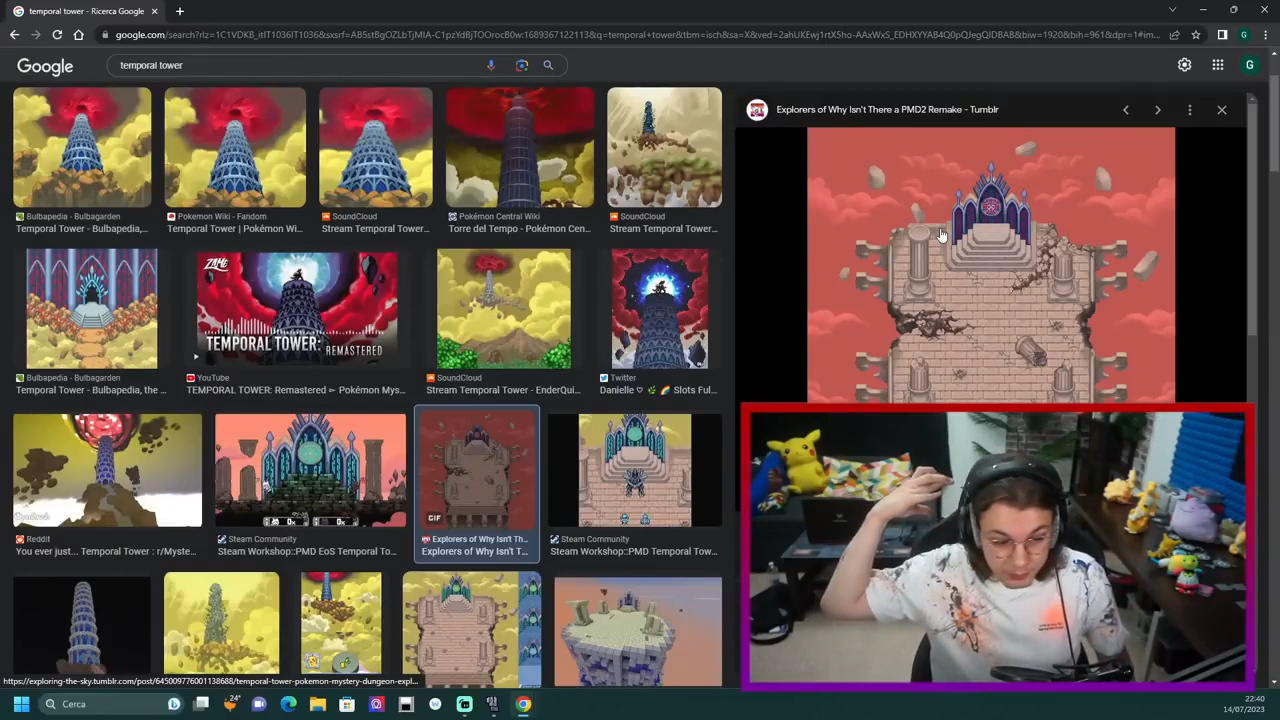 temporal tower - Ricerca Google
google.com/search?rlz=1C1VDKB_itIT1036IT1036&sxsrf=AB5stBgOZLbTjMIA-C1pzYdBjTOOrocB0w:1689367122113&q=temporal+tower&tbm=isch&sa=X&ved=2ahUKEwj1rtX5ho-AAxWxS_EDHXYYAB4Q0pQJegQIDBAB&biw=1920&bih=961&dpr=1#im...
G
Google
temporal tower
G
Explorers of Why Isn't There a PMD2 Remake - Tumblr
Bulbapedia - Bulbagarden
Temporal Tower - Bulbapedia,...
Pokemon Wiki - Fandom
Temporal Tower | Pokémon Wi...
SoundCloud
Stream Temporal Tower...
Pokémon Central Wiki
Torre del Tempo - Pokémon Cen...
SoundCloud
Stream Temporal Tower...
ZAME
TEMPORAL TOWER:
REMASTERED
Bulbapedia - Bulbagarden
Temporal Tower - Bulbapedia, the ...
YouTube
TEMPORAL TOWER: Remastered ► Pokémon Mys...
SoundCloud
Stream Temporal Tower - EnderQui...
Twitter
Danielle ♡ 🌿 🌈 Slots Ful...
GIF
Reddit
You ever just... Temporal Tower : r/Myste...
Steam Community
Steam Workshop::PMD EoS Temporal To...
Explorers of Why Isn't Th...
Explorers of Why Isn't T...
Steam Community
Steam Workshop::PMD Temporal Tow...
https://exploring-the-sky.tumblr.com/post/645009776001138688/temporal-tower-pokemon-mystery-dungeon-expl...
Cerca
24°
22:40
14/07/2023